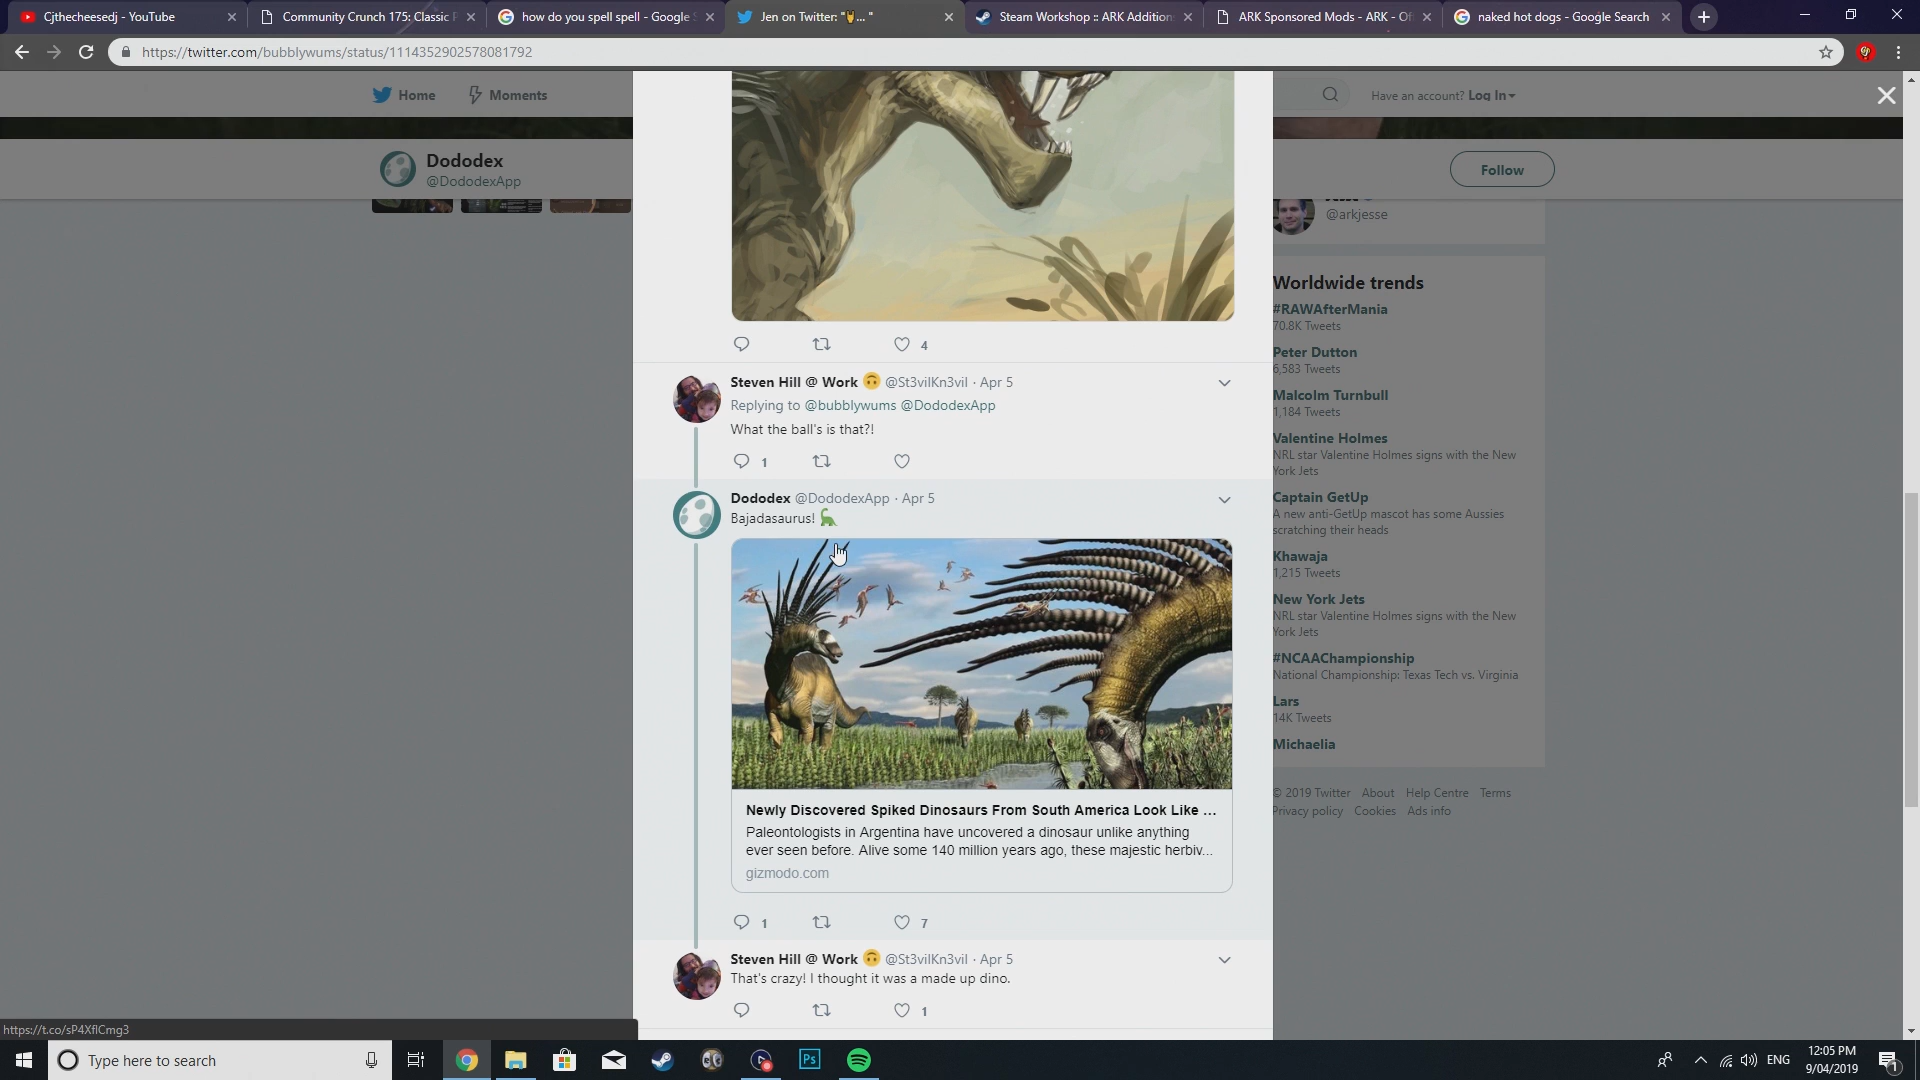 Cjthecheesedj - YouTube
Community Crunch 175: Classic F
how do you spell spell - Google S
Jen on Twitter: "🤘... "
Steam Workshop :: ARK Addition
ARK Sponsored Mods - ARK - Of
naked hot dogs - Google Search
https://twitter.com/bubblywums/status/1114352902578081792
Home
Moments
Have an account? Log In
Dododex
@DododexApp
Follow
@arkjesse
Worldwide trends
#RAWAfterMania
70.8K Tweets
Peter Dutton
6,583 Tweets
Malcolm Turnbull
1,184 Tweets
Valentine Holmes
NRL star Valentine Holmes signs with the New
York Jets
Captain GetUp
A new anti-GetUp mascot has some Aussies
scratching their heads
Khawaja
1,215 Tweets
New York Jets
NRL star Valentine Holmes signs with the New
York Jets
#NCAAChampionship
National Championship: Texas Tech vs. Virginia
Lars
14K Tweets
Michaelia
© 2019 Twitter About Help Centre Terms
Privacy policy Cookies Ads info
4
Steven Hill @ Work 🙃 @St3vilKn3vil · Apr 5
Replying to @bubblywums @DododexApp
What the ball's is that?!
1
Dododex @DododexApp · Apr 5
Bajadasaurus! 🦕
Newly Discovered Spiked Dinosaurs From South America Look Like ...
Paleontologists in Argentina have uncovered a dinosaur unlike anything
ever seen before. Alive some 140 million years ago, these majestic herbiv...
gizmodo.com
1 7
Steven Hill @ Work 🙃 @St3vilKn3vil · Apr 5
That's crazy! I thought it was a made up dino.
1
https://t.co/sP4XflCmg3
Type here to search
Ps
ENG
12:05 PM
9/04/2019
1